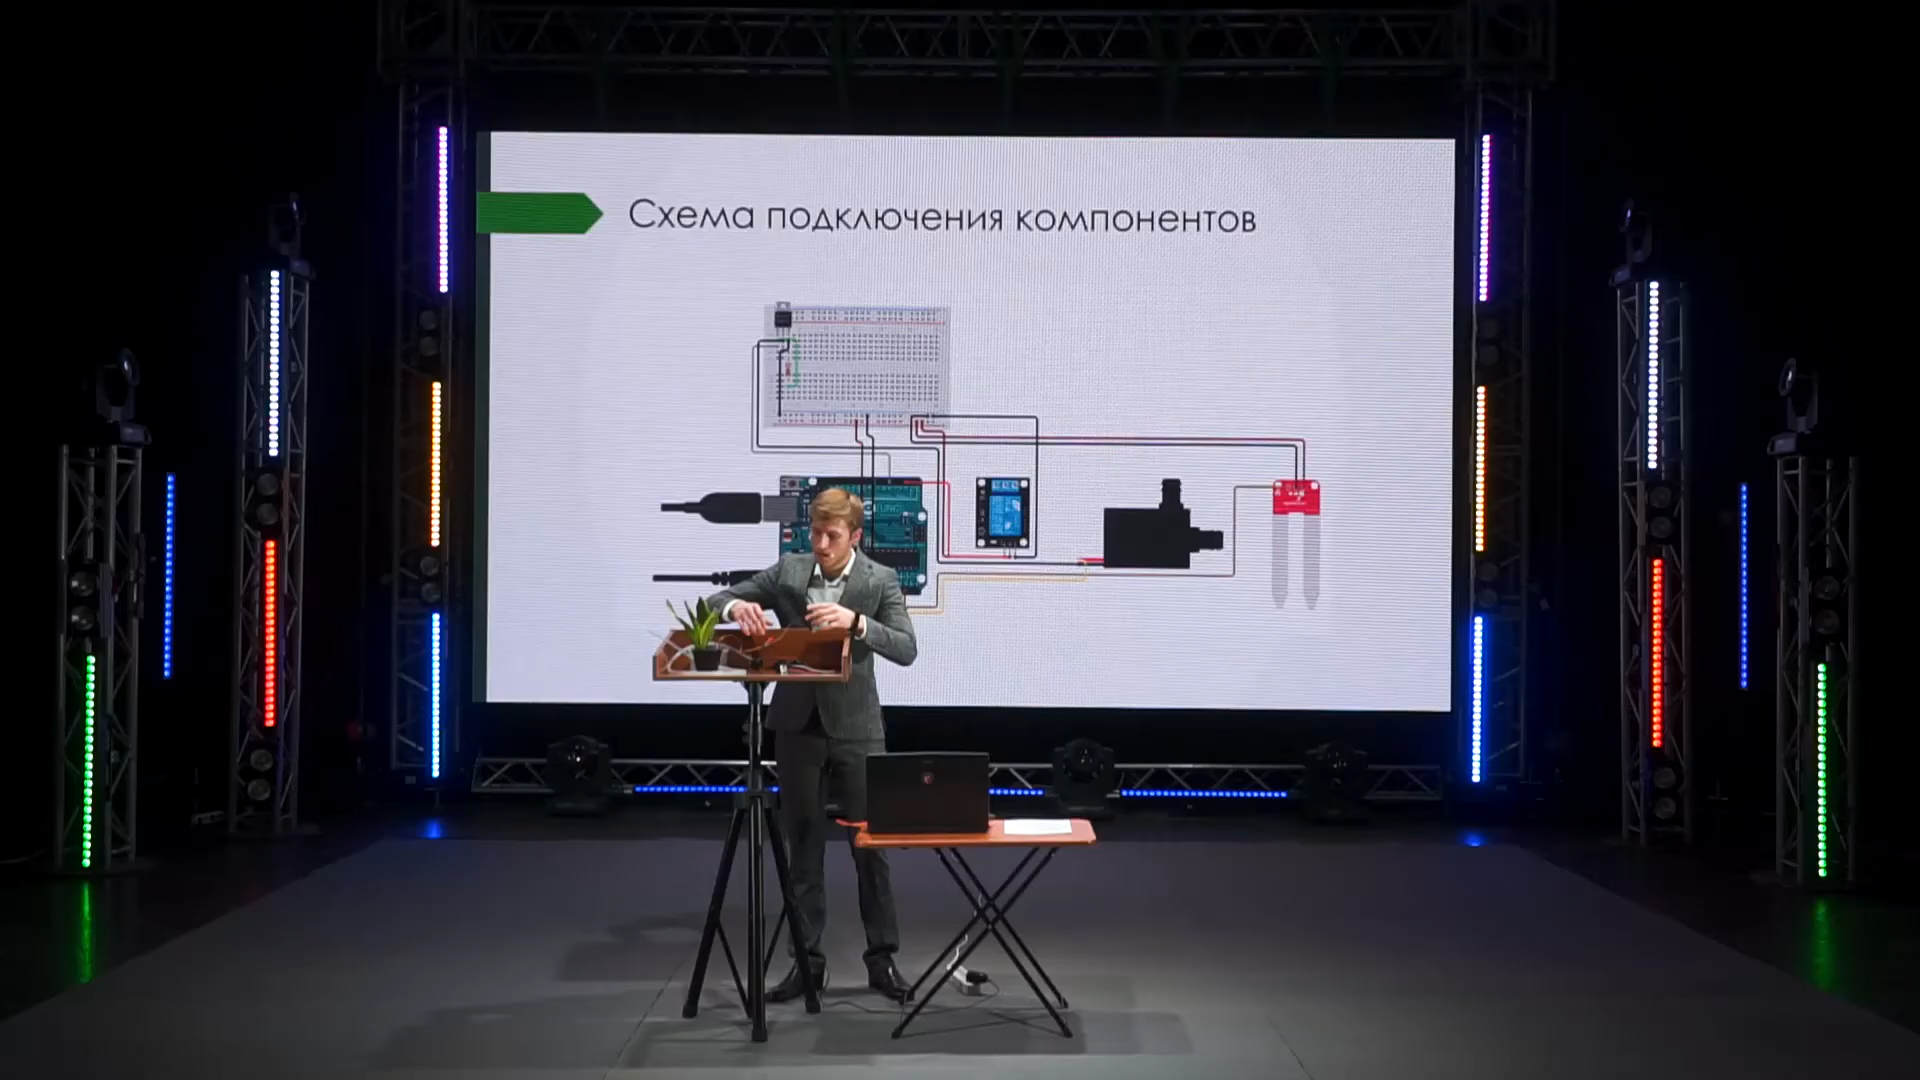 Схема подключения компонентов